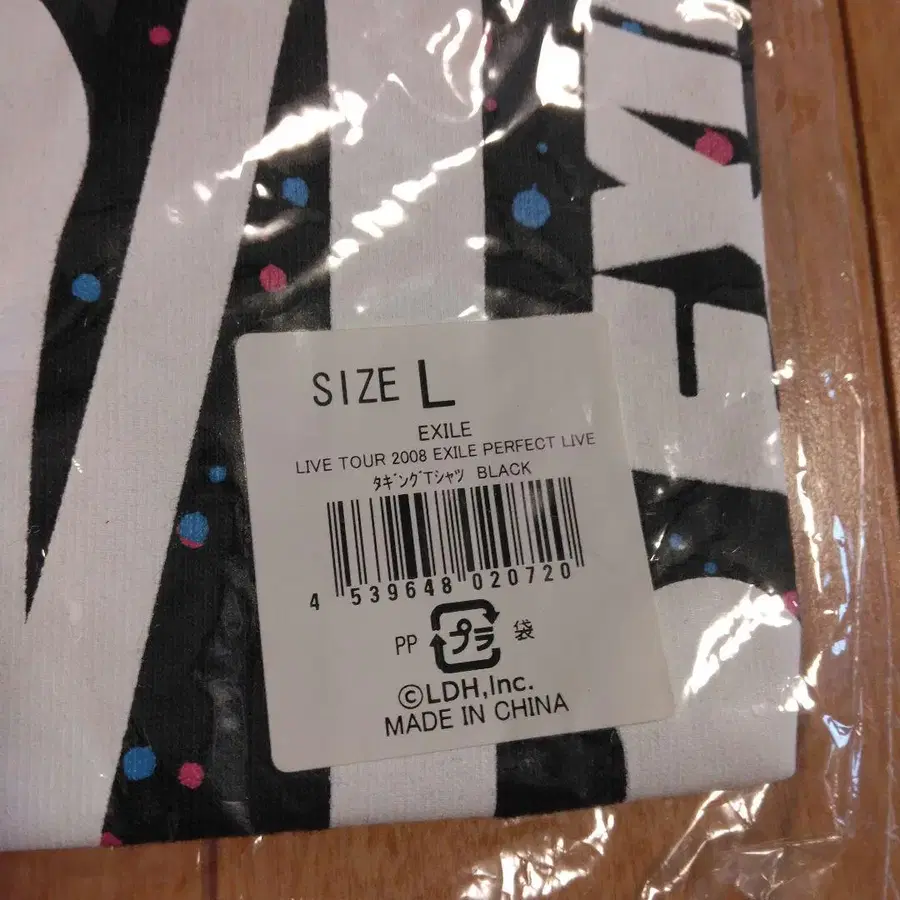 SIZE L
EXILE
LIVE TOUR 2008 EXILE PERFECT LIVE
ﾀｷﾞﾝｸﾞTシャツ BLACK
4 539648 020720
PP プラ 袋
©LDH,Inc.
MADE IN CHINA